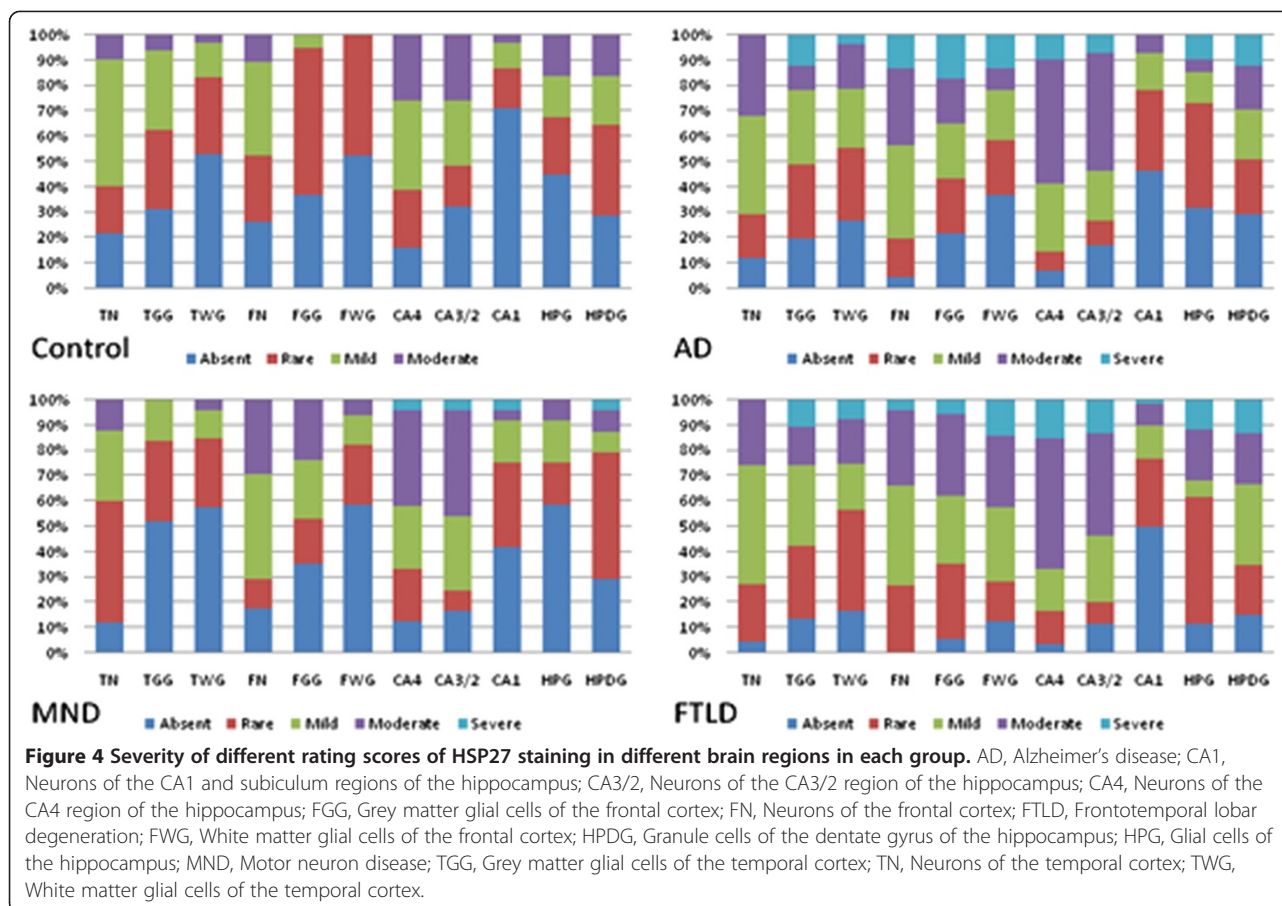 100% 100%
90% 90%
80% 80%
70% 70%
60% 60%
50% 50%
40% 40%
30% 30%
20% 20%
10% 10%
0% 0%
TN TGG TWG FN FGG FWG CA4 CA3/2 CA1 HPG HPDG TN TGG TWG FN FGG FWG CA4 CA3/2 CA1 HPG HPDG
Control Absent Rare Mild Moderate AD Absent Rare Mild Moderate Severe
100% 100%
90% 90%
80% 80%
70% 70%
60% 60%
50% 50%
40% 40%
30% 30%
20% 20%
10% 10%
0% 0%
TN TGG TWG FN FGG FWG CA4 CA3/2 CA1 HPG HPDG TN TGG TWG FN FGG FWG CA4 CA3/2 CA1 HPG HPDG
MND Absent Rare Mild Moderate Severe FTLD Absent Rare Mild Moderate Severe
Figure 4 Severity of different rating scores of HSP27 staining in different brain regions in each group. AD, Alzheimer's disease; CA1,
Neurons of the CA1 and subiculum regions of the hippocampus; CA3/2, Neurons of the CA3/2 region of the hippocampus; CA4, Neurons of the
CA4 region of the hippocampus; FGG, Grey matter glial cells of the frontal cortex; FN, Neurons of the frontal cortex; FTLD, Frontotemporal lobar
degeneration; FWG, White matter glial cells of the frontal cortex; HPDG, Granule cells of the dentate gyrus of the hippocampus; HPG, Glial cells of
the hippocampus; MND, Motor neuron disease; TGG, Grey matter glial cells of the temporal cortex; TN, Neurons of the temporal cortex; TWG,
White matter glial cells of the temporal cortex.